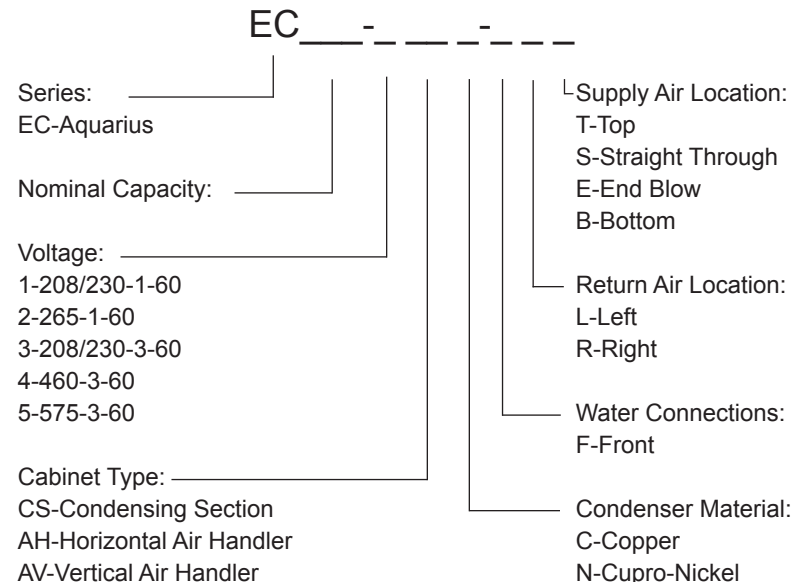 EC___-_ __ _-_ _ _
Series:
EC-Aquarius
Nominal Capacity:
Voltage:
1-208/230-1-60
2-265-1-60
3-208/230-3-60
4-460-3-60
5-575-3-60
Cabinet Type:
CS-Condensing Section
AH-Horizontal Air Handler
AV-Vertical Air Handler
Supply Air Location:
T-Top
S-Straight Through
E-End Blow
B-Bottom
Return Air Location:
L-Left
R-Right
Water Connections:
F-Front
Condenser Material:
C-Copper
N-Cupro-Nickel